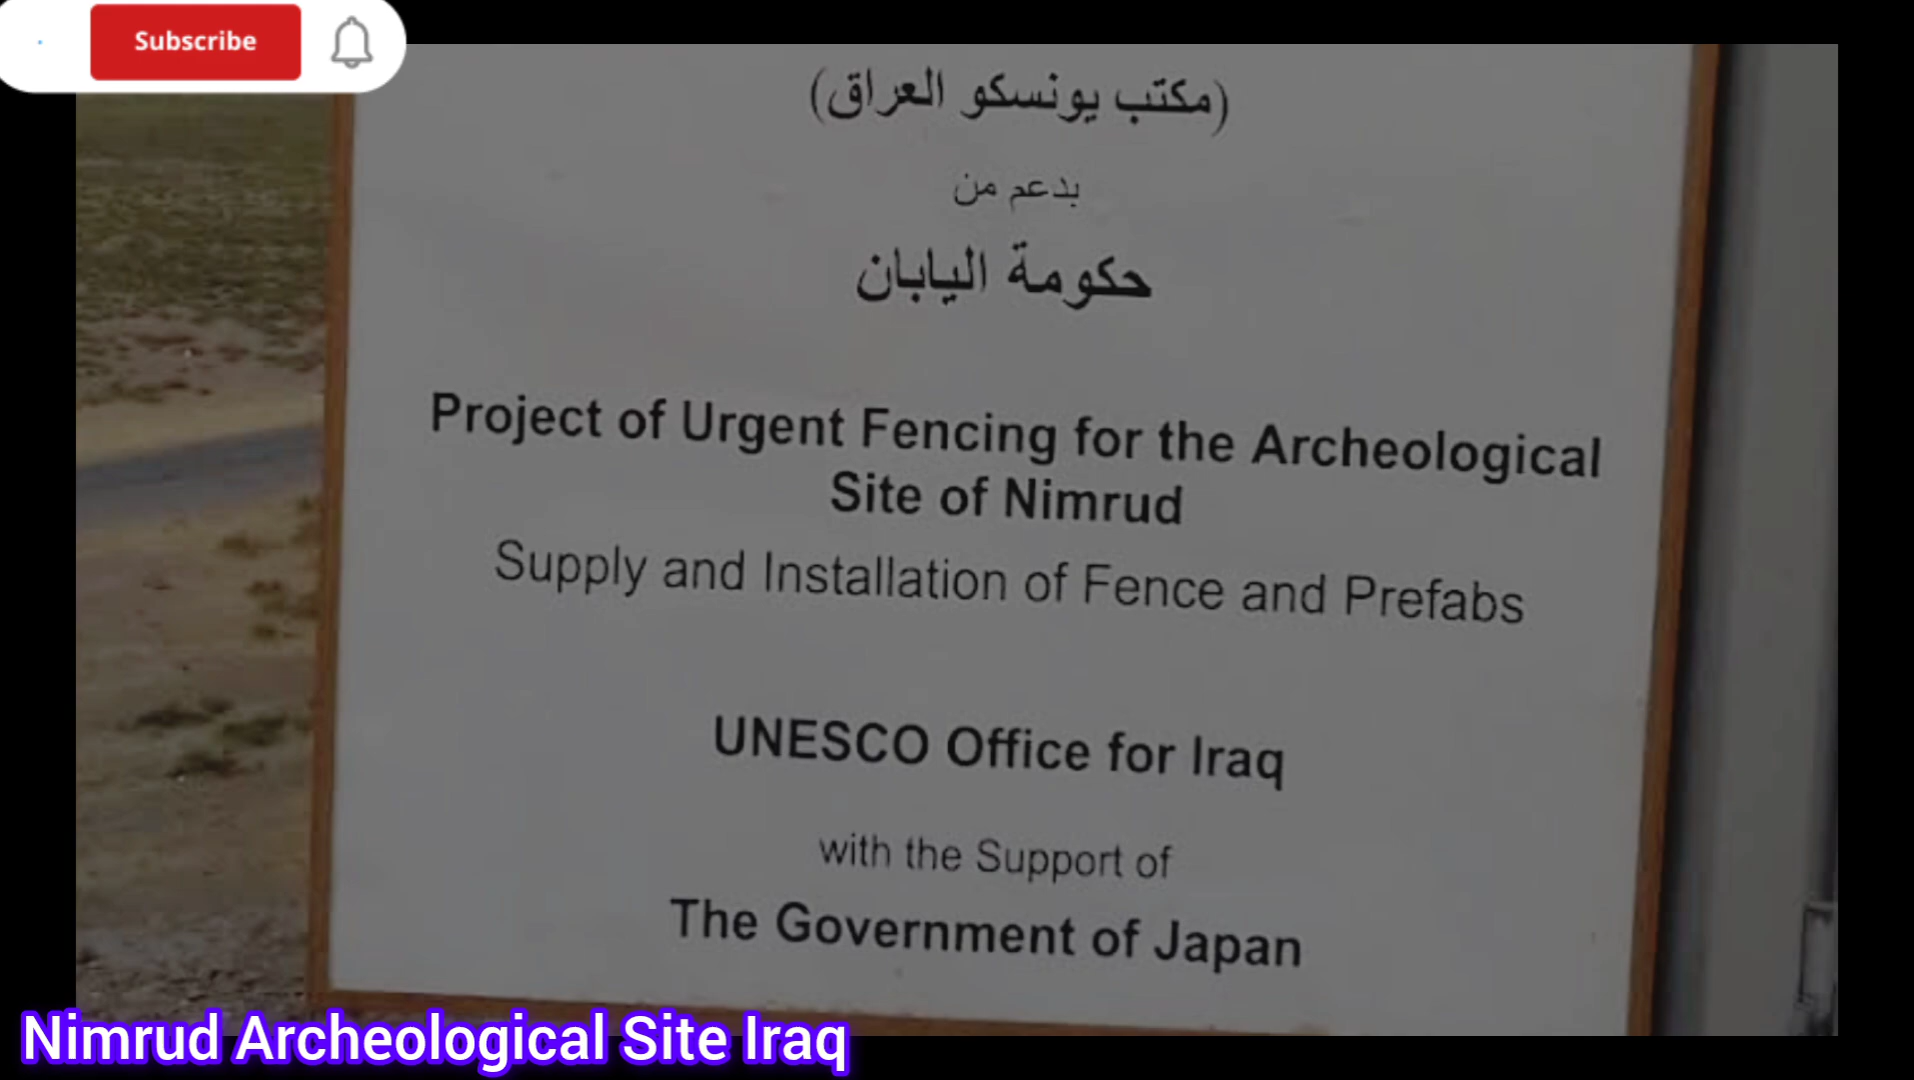 Subscribe
(مكتب يونسكو العراق)
بدعم من
حكومة اليابان
Project of Urgent Fencing for the Archeological
Site of Nimrud
Supply and Installation of Fence and Prefabs
UNESCO Office for Iraq
with the Support of
The Government of Japan
Nimrud Archeological Site Iraq